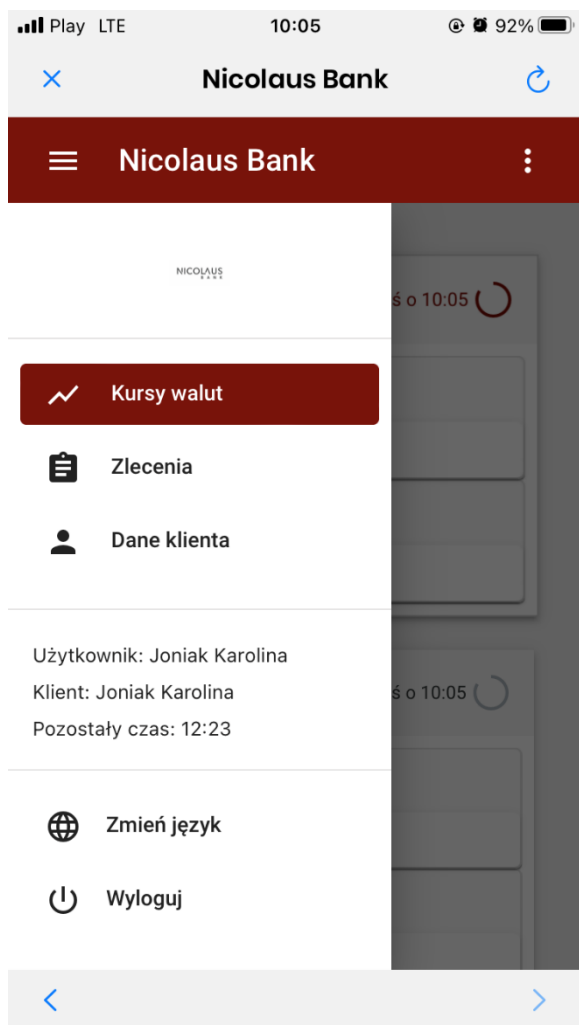 Play LTE 10:05 92%
Nicolaus Bank
Nicolaus Bank
NICOLAUS
BANK
ś o 10:05
Kursy walut
Zlecenia
Dane klienta
Użytkownik: Joniak Karolina
Klient: Joniak Karolina
ś o 10:05
Pozostały czas: 12:23
Zmień język
Wyloguj